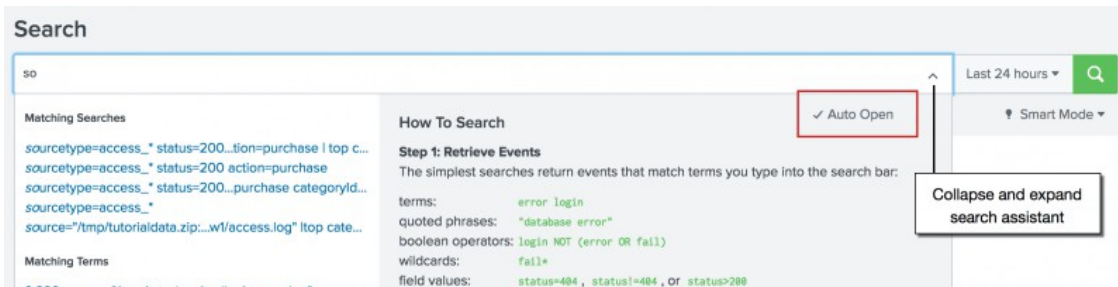 Search
so
Last 24 hours
Matching Searches
sourcetype=access_* status=200...tion=purchase | top c...
sourcetype=access_* status=200 action=purchase
sourcetype=access_* status=200...purchase categoryId...
sourcetype=access_*
source="/tmp/tutorialdata.zip:...w1/access.log" |top cate...
Matching Terms
How To Search
✓ Auto Open
Step 1: Retrieve Events
The simplest searches return events that match terms you type into the search bar:
terms: error login
quoted phrases: "database error"
boolean operators: login NOT (error OR fail)
wildcards: fail*
field values: status=404, status!=404, or status>200
Smart Mode
Collapse and expand
search assistant